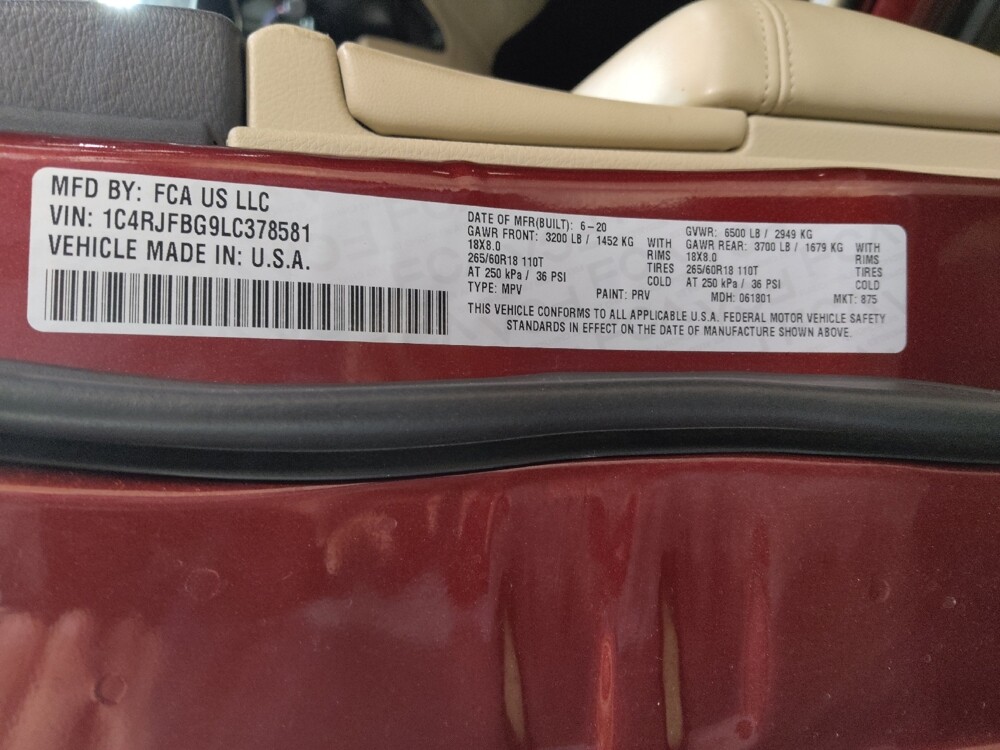 MFD BY: FCA US LLC
VIN: 1C4RJFBG9LC378581
VEHICLE MADE IN: U.S.A.
DATE OF MFR(BUILT): 6-20
GAWR FRONT: 3200 LB / 1452 KG WITH
18X8.0 RIMS
265/60R18 110T TIRES
AT 250 kPa / 36 PSI COLD
TYPE: MPV PAINT: PRV
GVWR: 6500 LB / 2949 KG
GAWR REAR: 3700 LB / 1679 KG WITH
18X8.0 RIMS
265/60R18 110T TIRES
AT 250 kPa / 36 PSI COLD
MDH: 061801 MKT: 875
THIS VEHICLE CONFORMS TO ALL APPLICABLE U.S.A. FEDERAL MOTOR VEHICLE SAFETY
STANDARDS IN EFFECT ON THE DATE OF MANUFACTURE SHOWN ABOVE.